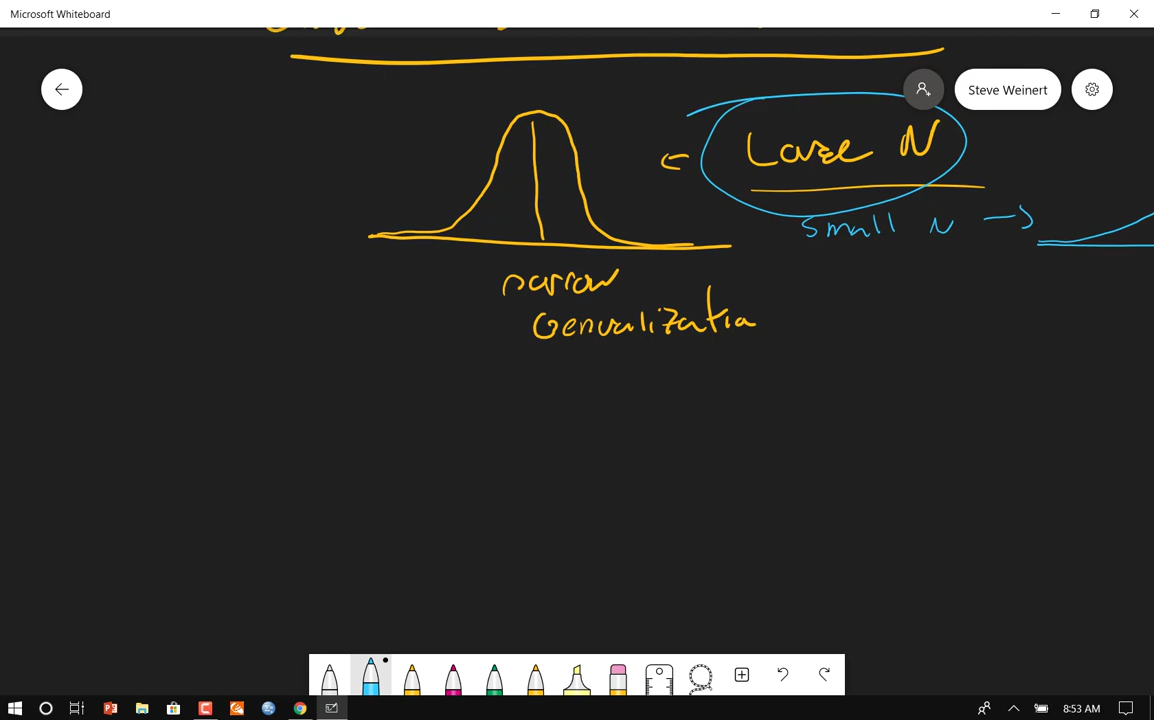 Microsoft Whiteboard
Steve Weinert
Large N
small N
narrow
Generalization
8:53 AM